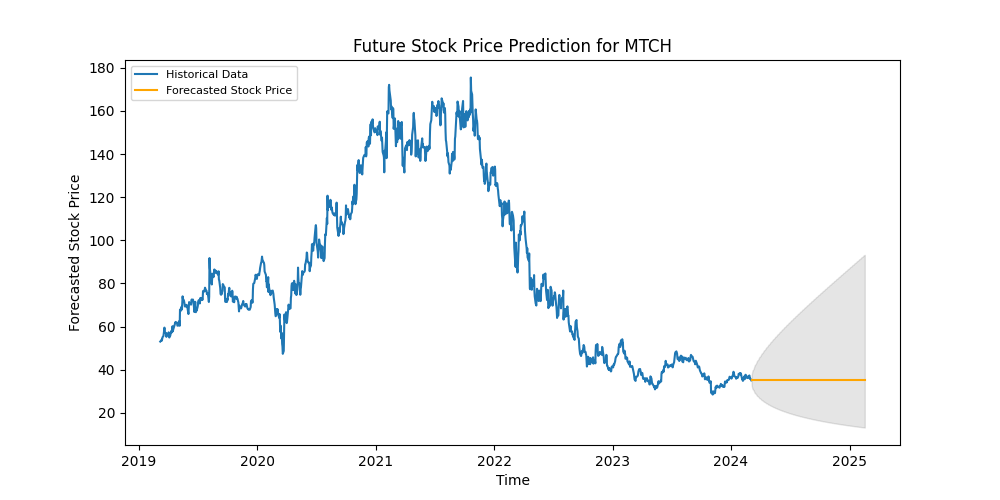 Future Stock Price Prediction for MTCH
Historical Data
Forecasted Stock Price
Forecasted Stock Price
180
160
140
120
100
80
60
40
20
2019 2020 2021 2022 2023 2024 2025
Time